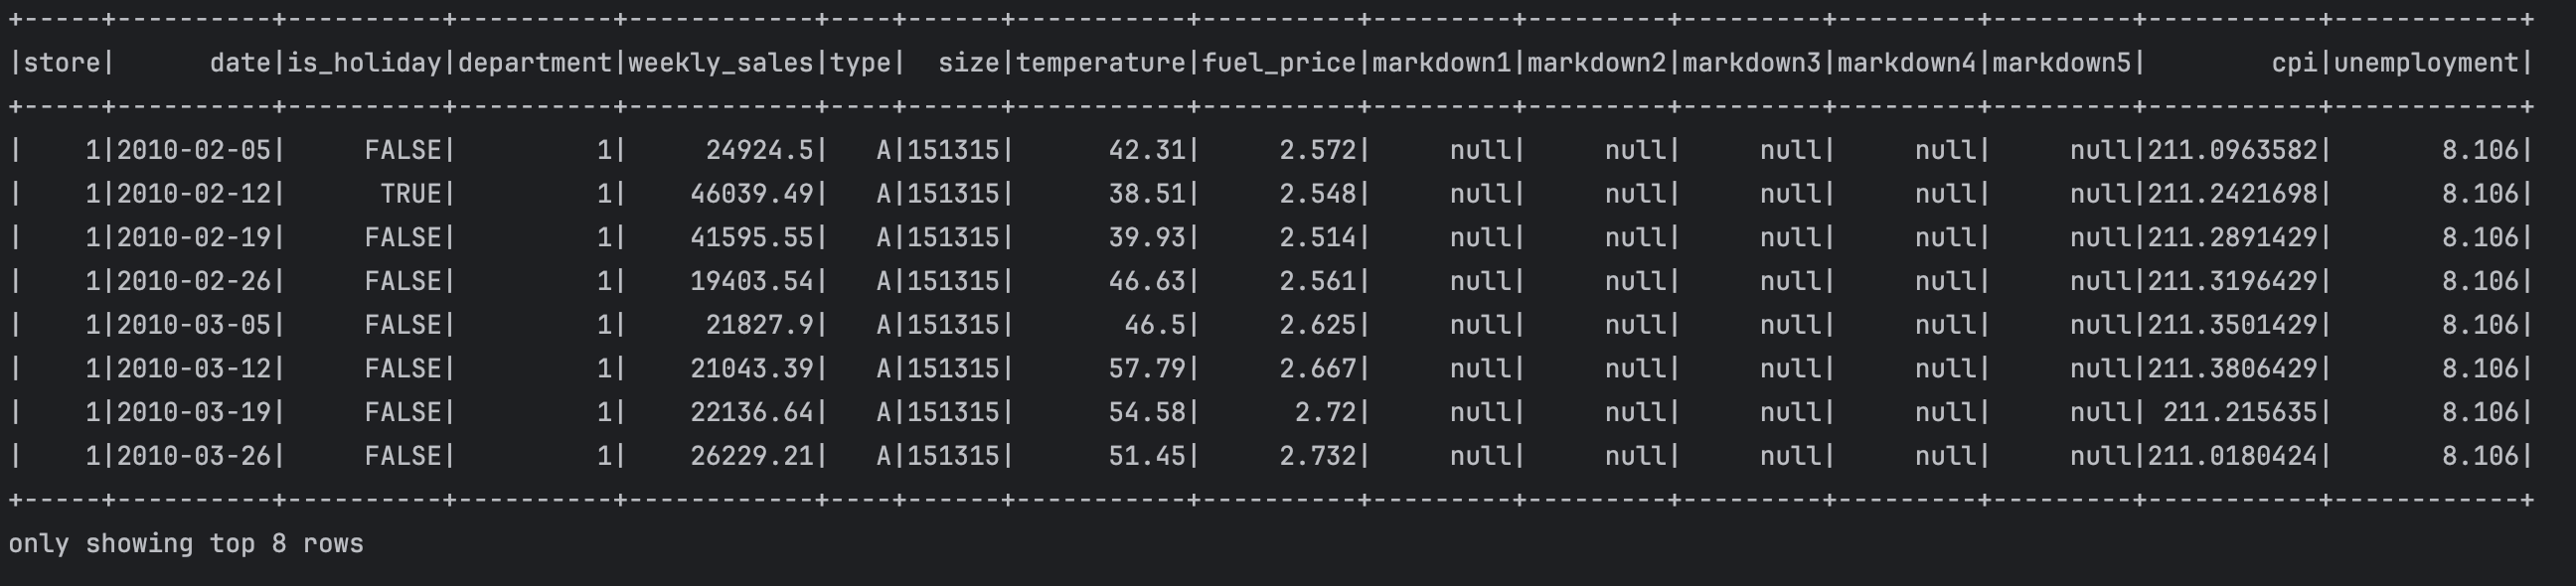 +-----+----------+----------+----------+------------+----+------+-----------+----------+---------+---------+---------+---------+---------+-----------+------------+
|store|      date|is_holiday|department|weekly_sales|type|  size|temperature|fuel_price|markdown1|markdown2|markdown3|markdown4|markdown5|        cpi|unemployment|
+-----+----------+----------+----------+------------+----+------+-----------+----------+---------+---------+---------+---------+---------+-----------+------------+
|    1|2010-02-05|     FALSE|         1|     24924.5|   A|151315|      42.31|     2.572|     null|     null|     null|     null|     null|211.0963582|       8.106|
|    1|2010-02-12|      TRUE|         1|    46039.49|   A|151315|      38.51|     2.548|     null|     null|     null|     null|     null|211.2421698|       8.106|
|    1|2010-02-19|     FALSE|         1|    41595.55|   A|151315|      39.93|     2.514|     null|     null|     null|     null|     null|211.2891429|       8.106|
|    1|2010-02-26|     FALSE|         1|    19403.54|   A|151315|      46.63|     2.561|     null|     null|     null|     null|     null|211.3196429|       8.106|
|    1|2010-03-05|     FALSE|         1|     21827.9|   A|151315|       46.5|     2.625|     null|     null|     null|     null|     null|211.3501429|       8.106|
|    1|2010-03-12|     FALSE|         1|    21043.39|   A|151315|      57.79|     2.667|     null|     null|     null|     null|     null|211.3806429|       8.106|
|    1|2010-03-19|     FALSE|         1|    22136.64|   A|151315|      54.58|      2.72|     null|     null|     null|     null|     null| 211.215635|       8.106|
|    1|2010-03-26|     FALSE|         1|    26229.21|   A|151315|      51.45|     2.732|     null|     null|     null|     null|     null|211.0180424|       8.106|
+-----+----------+----------+----------+------------+----+------+-----------+----------+---------+---------+---------+---------+---------+-----------+------------+
only showing top 8 rows